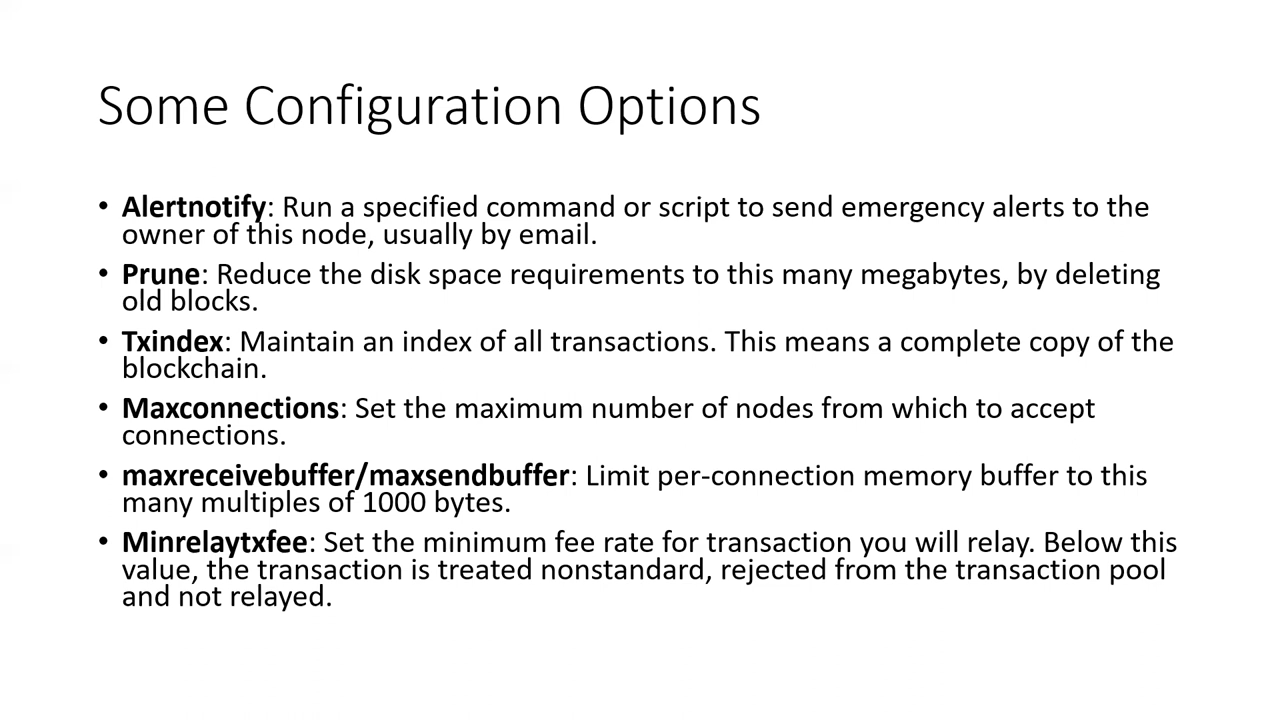 Some Configuration Options
• Alertnotify: Run a specified command or script to send emergency alerts to the
owner of this node, usually by email.
• Prune: Reduce the disk space requirements to this many megabytes, by deleting
old blocks.
• Txindex: Maintain an index of all transactions. This means a complete copy of the
blockchain.
• Maxconnections: Set the maximum number of nodes from which to accept
connections.
• maxreceivebuffer/maxsendbuffer: Limit per-connection memory buffer to this
many multiples of 1000 bytes.
• Minrelaytxfee: Set the minimum fee rate for transaction you will relay. Below this
value, the transaction is treated nonstandard, rejected from the transaction pool
and not relayed.